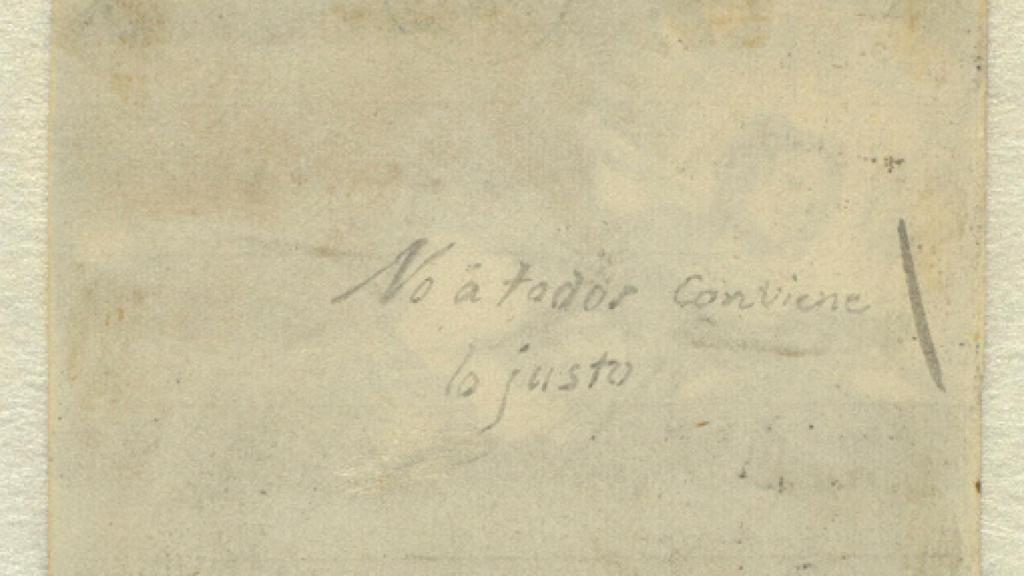 No á todos conviene
lo justo